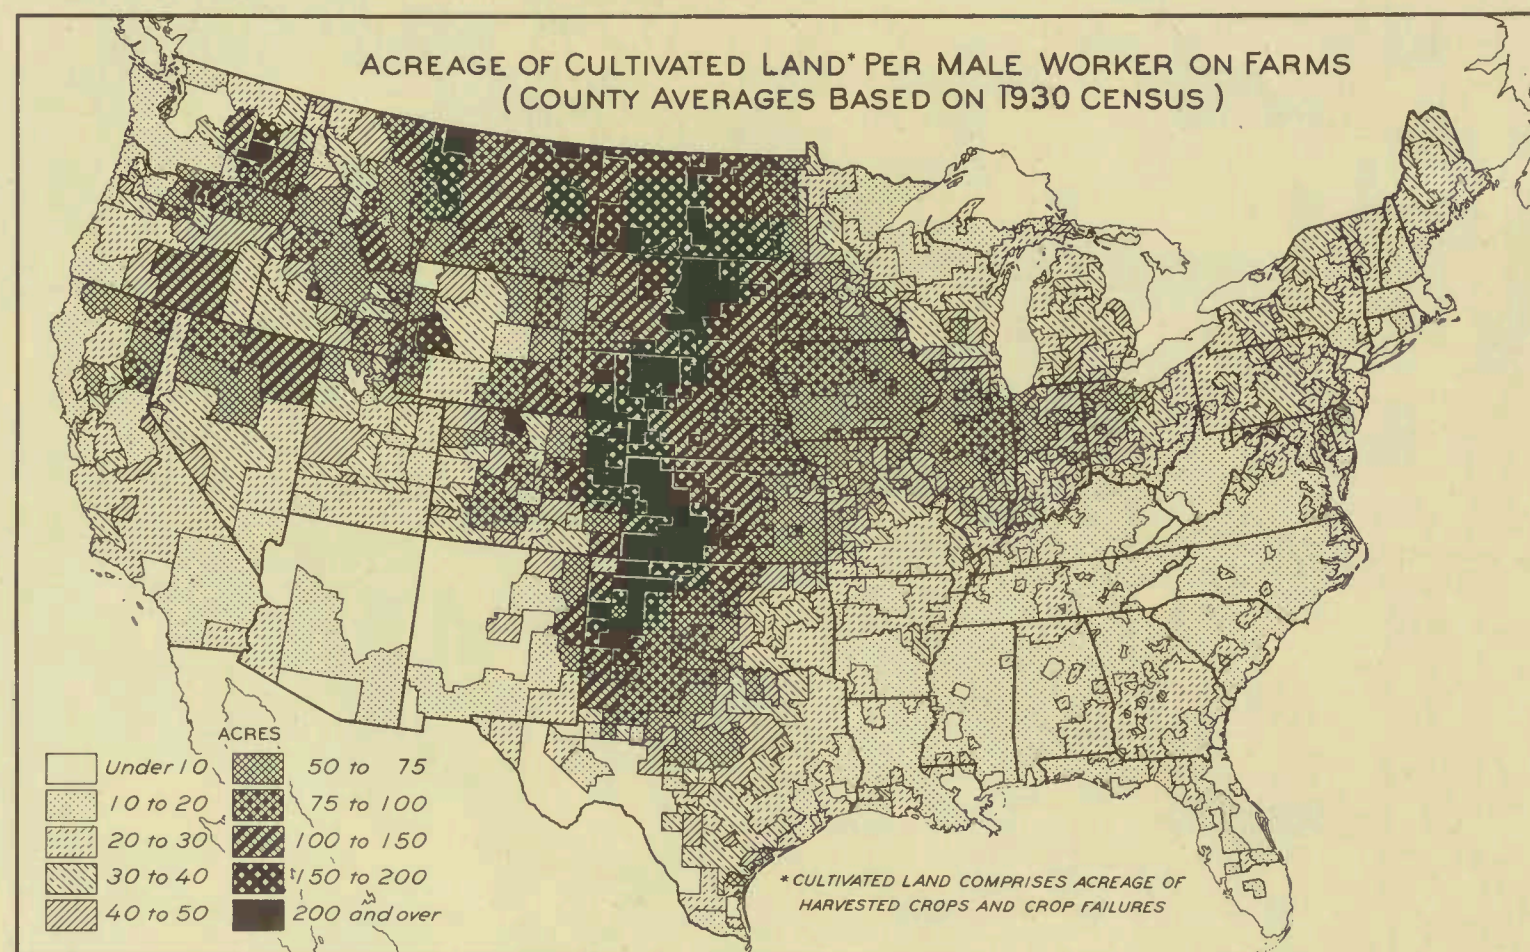 ACREAGE OF CULTIVATED LAND* PER MALE WORKER ON FARMS
(COUNTY AVERAGES BASED ON 1930 CENSUS)
ACRES
Under 10
10 to 20
20 to 30
30 to 40
40 to 50
50 to 75
75 to 100
100 to 150
150 to 200
200 and over
*CULTIVATED LAND COMPRISES ACREAGE OF
HARVESTED CROPS AND CROP FAILURES